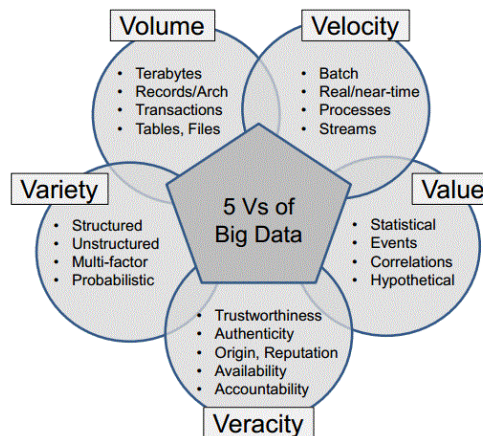 Volume
• Terabytes
• Records/Arch
• Transactions
• Tables, Files
Velocity
• Batch
• Real/near-time
• Processes
• Streams
Variety
• Structured
• Unstructured
• Multi-factor
• Probabilistic
5 Vs of
Big Data
Value
• Statistical
• Events
• Correlations
• Hypothetical
• Trustworthiness
• Authenticity
• Origin, Reputation
• Availability
• Accountability
Veracity